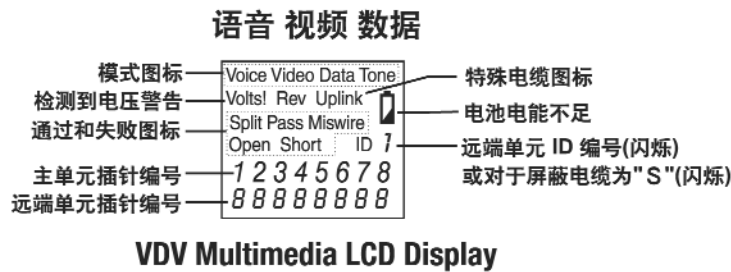 语音 视频 数据
模式图标
Voice Video Data Tone
特殊电缆图标
检测到电压警告
Volts! Rev Uplink
电池电能不足
通过和失败图标
Split Pass Miswire
Open Short ID 1
远端单元 ID 编号(闪烁)
或对于屏蔽电缆为"S"(闪烁)
主单元插针编号
1 2 3 4 5 6 7 8
远端单元插针编号
8 8 8 8 8 8 8 8
VDV Multimedia LCD Display